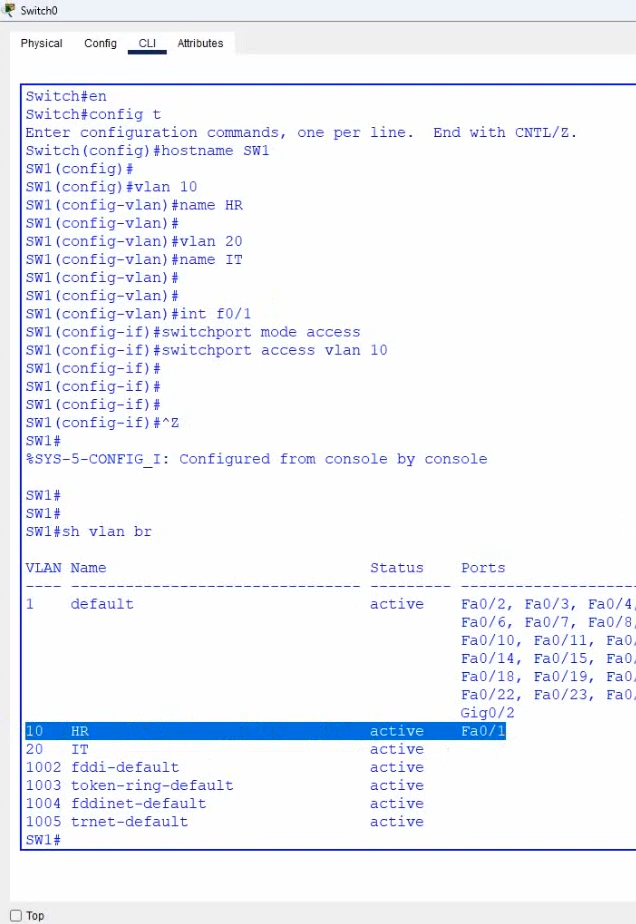 Switch0
Physical Config CLI Attributes
Switch#en
Switch#config t
Enter configuration commands, one per line.  End with CNTL/Z.
Switch(config)#hostname SW1
SW1(config)#
SW1(config)#vlan 10
SW1(config-vlan)#name HR
SW1(config-vlan)#
SW1(config-vlan)#vlan 20
SW1(config-vlan)#name IT
SW1(config-vlan)#
SW1(config-vlan)#
SW1(config-vlan)#int f0/1
SW1(config-if)#switchport mode access
SW1(config-if)#switchport access vlan 10
SW1(config-if)#
SW1(config-if)#
SW1(config-if)#
SW1(config-if)#^Z
SW1#
%SYS-5-CONFIG_I: Configured from console by console
SW1#
SW1#
SW1#sh vlan br
VLAN Name                             Status    Ports
---- -------------------------------- --------- -------------------
1    default                          active    Fa0/2, Fa0/3, Fa0/4,
                                                Fa0/6, Fa0/7, Fa0/8,
                                                Fa0/10, Fa0/11, Fa0/
                                                Fa0/14, Fa0/15, Fa0/
                                                Fa0/18, Fa0/19, Fa0/
                                                Fa0/22, Fa0/23, Fa0/
                                                Gig0/2
10   HR                               active    Fa0/1
20   IT                               active
1002 fddi-default                     active
1003 token-ring-default               active
1004 fddinet-default                  active
1005 trnet-default                    active
SW1#
Top